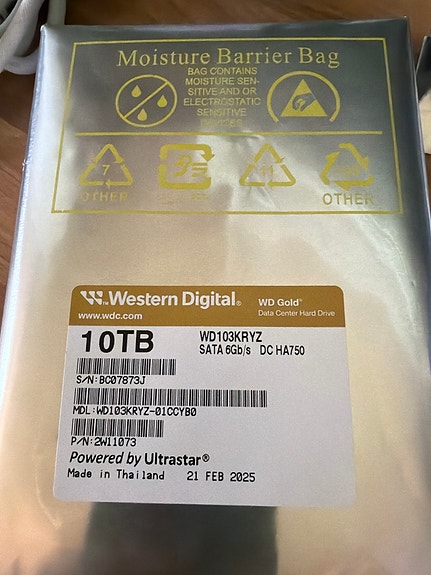 Moisture Barrier Bag
BAG CONTAINS
MOISTURE SEN-
SITIVE AND OR
ELECTROSTATIC
SENSITIVE
7
OTHER
OTHER
Western Digital®
WD Gold™
www.wdc.com
Data Center Hard Drive
10TB
WD103KRYZ
SATA 6Gb/s DC HA750
S/N:BC07873J
MDL:WD103KRYZ-01CCYB0
P/N:2W11073
Powered by Ultrastar®
Made in Thailand 21 FEB 2025